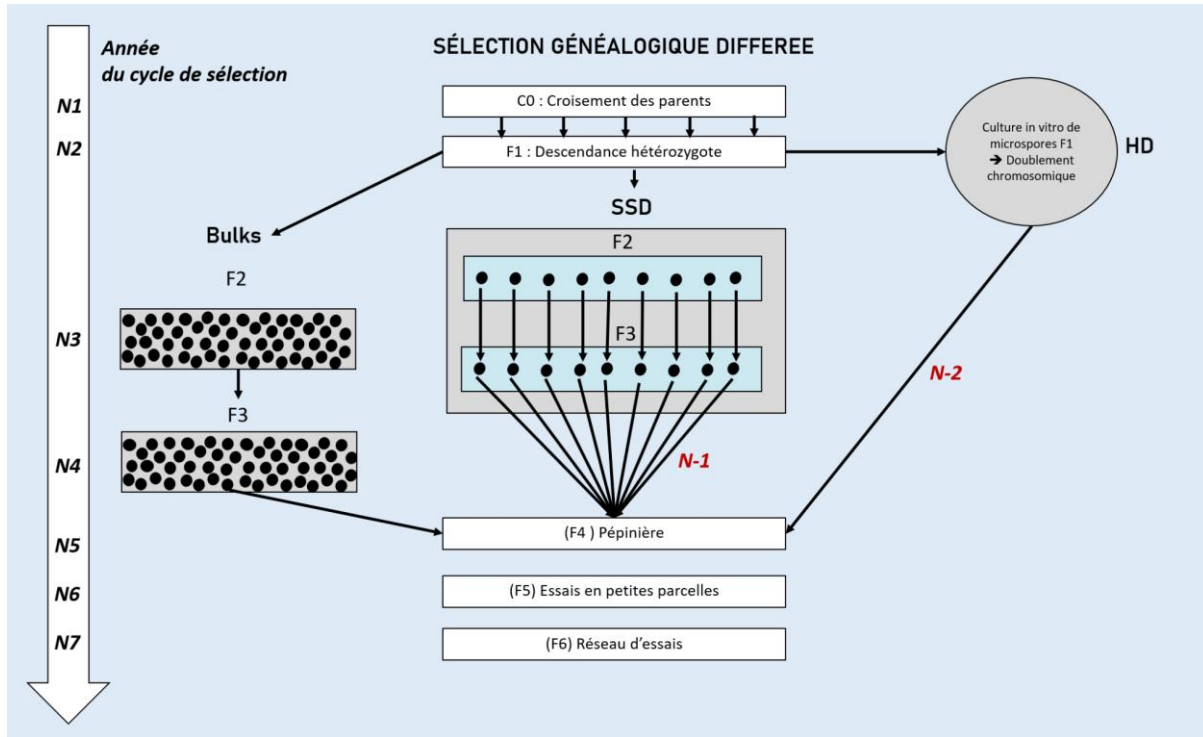 Année
du cycle de sélection
SÉLECTION GÉNÉALOGIQUE DIFFEREE
N1
C0 : Croisement des parents
N2
F1 : Descendance hétérozygote
Culture in vitro de
microspores F1
➔ Doublement
chromosomique
HD
SSD
Bulks
F2
F2
N3
F3
N-2
F3
N4
N-1
N5
(F4 ) Pépinière
N6
(F5) Essais en petites parcelles
N7
(F6) Réseau d’essais